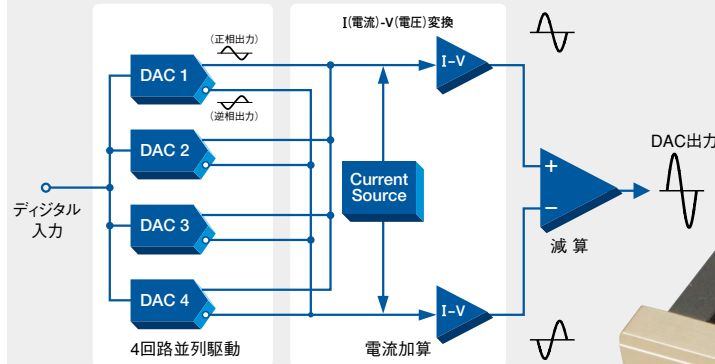 I(電流)-V(電圧)変換
(正相出力)
DAC 1
(逆相出力)
I-V
DAC 2
DAC出力
+
Current
Source
−
ディジタル
入力
DAC 3
減 算
DAC 4
I-V
4回路並列駆動
電流加算